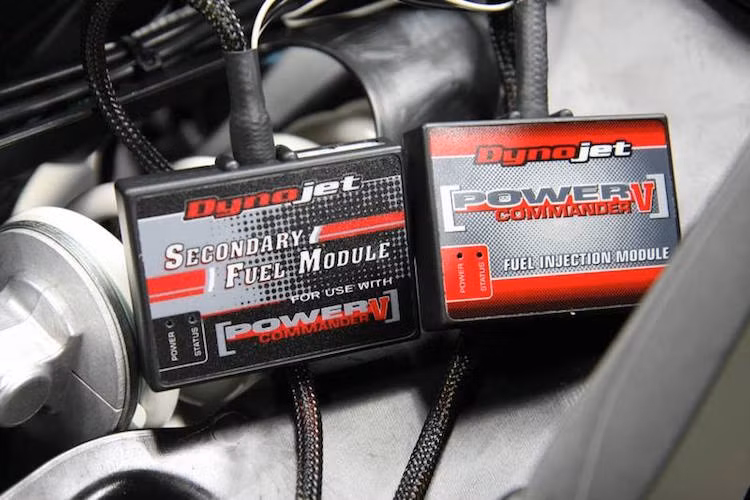 Dynojet
SECONDARY
FUEL MODULE
FOR USE WITH
POWER V
COMMANDER
POWER
STATUS
Dynojet
POWER V
COMMANDER
FUEL INJECTION MODULE
POWER
STATUS